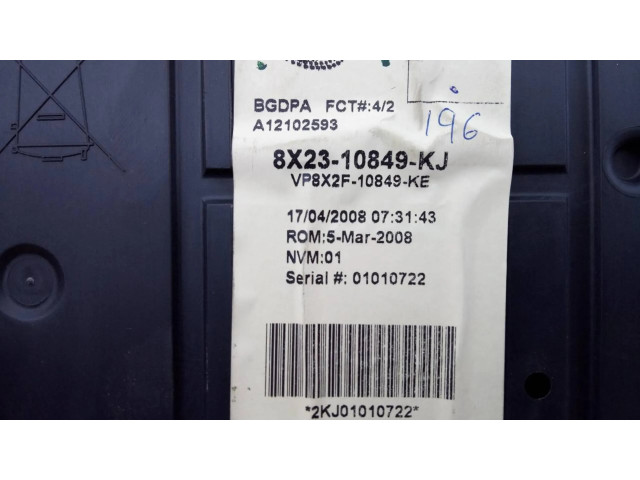 BGDPA FCT#:4/2
A12102593
196
8X23-10849-KJ
VP8X2F-10849-KE
17/04/2008 07:31:43
ROM:5-Mar-2008
NVM:01
Serial #: 01010722
*2KJ01010722*